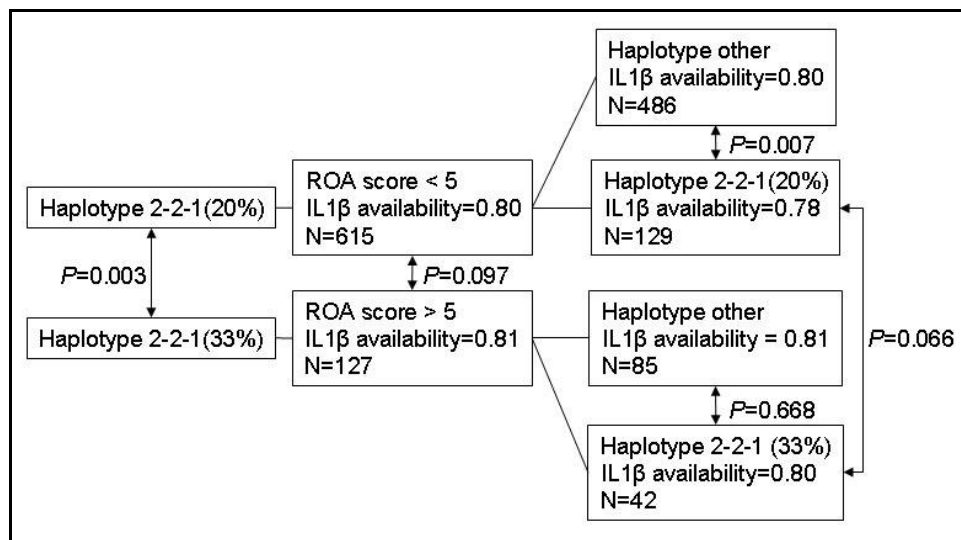 Haplotype other
IL1β availability=0.80
N=486
P=0.007
Haplotype 2-2-1(20%)
ROA score < 5
IL1β availability=0.80
N=615
Haplotype 2-2-1(20%)
IL1β availability=0.78
N=129
P=0.003
P=0.097
Haplotype 2-2-1(33%)
ROA score > 5
IL1β availability=0.81
N=127
Haplotype other
IL1β availability = 0.81
N=85
P=0.066
P=0.668
Haplotype 2-2-1 (33%)
IL1β availability=0.80
N=42